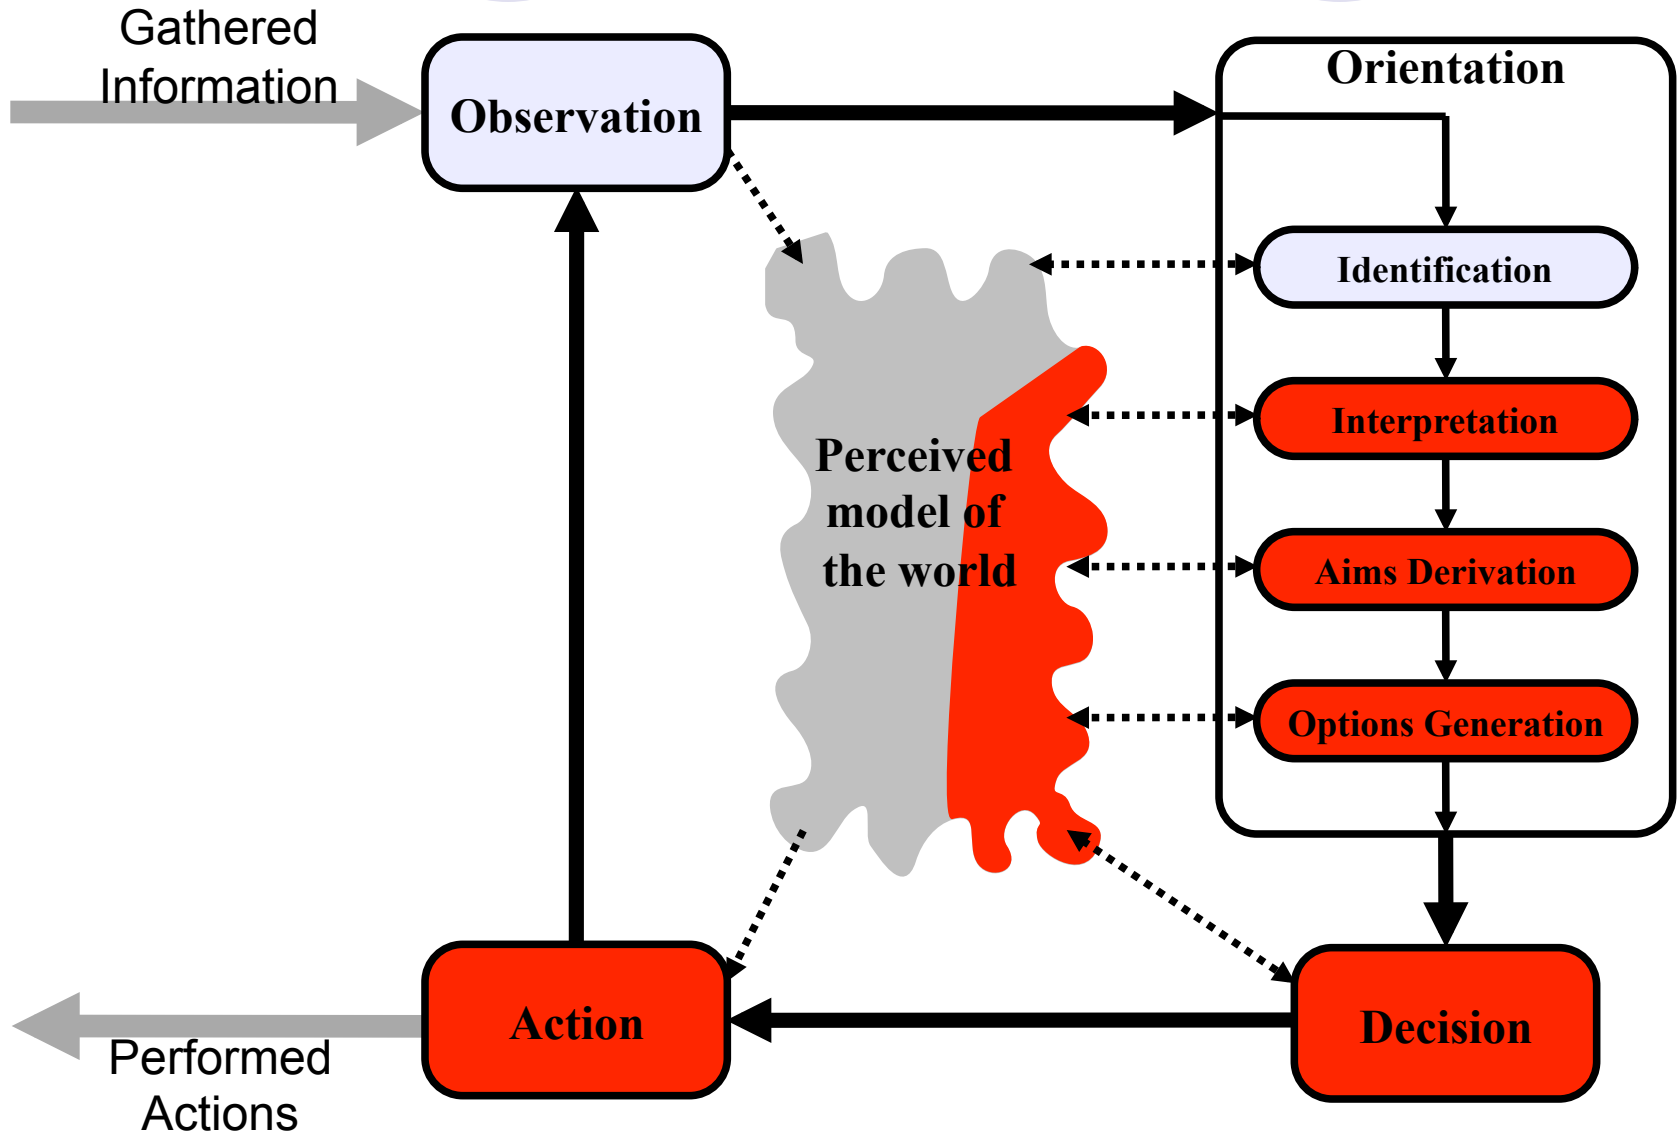 Gathered
Information
Observation
Orientation
Identification
Interpretation
Perceived
model of
the world
Aims Derivation
Options Generation
Action
Decision
Performed
Actions